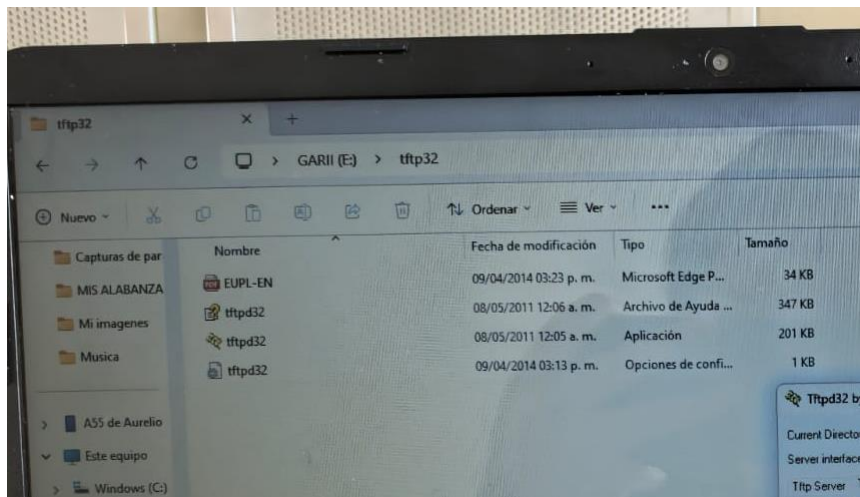 tftp32
GARII (E:) > tftp32
Nuevo
Ordenar
Ver
Nombre
Fecha de modificación
Tipo
Tamaño
Capturas de par
MIS ALABANZA
Mi imagenes
Musica
A55 de Aurelio
Este equipo
Windows (C:)
PDF
EUPL-EN 09/04/2014 03:23 p. m. Microsoft Edge P... 34 KB
tftpd32 08/05/2011 12:06 a. m. Archivo de Ayuda ... 347 KB
tftpd32 08/05/2011 12:05 a. m. Aplicación 201 KB
tftpd32 09/04/2014 03:13 p. m. Opciones de confi... 1 KB
Tftpd32 b
Current Directo
Server interface
Tftp Server